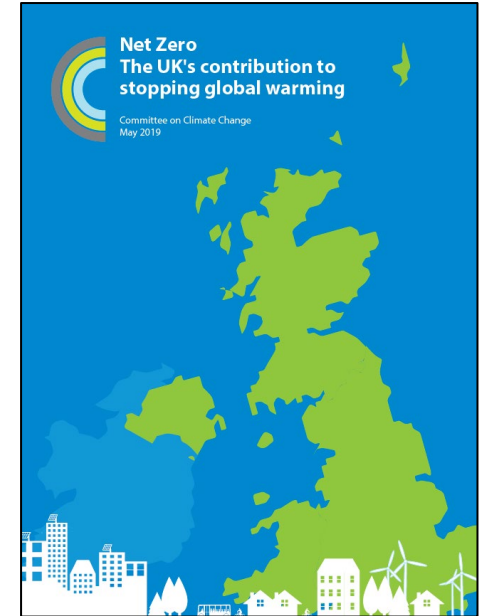 Net Zero
The UK's contribution to
stopping global warming
Committee on Climate Change
May 2019